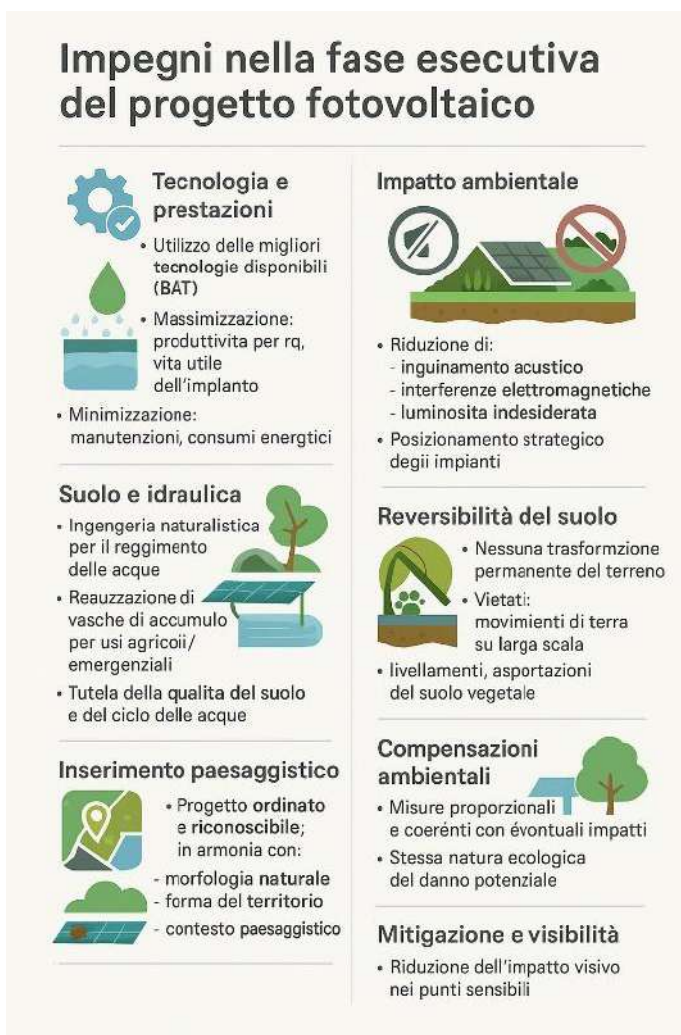 Impegni nella fase esecutiva
del progetto fotovoltaico
Tecnologia e
prestazioni
• Utilizzo delle migliori
tecnologie disponibili
(BAT)
• Massimizzazione:
produttivita per rq,
vita utile
dell'implanto
• Minimizzazione:
manutenzioni, consumi energtici
Suolo e idraulica
• Ingengeria naturalistica
per il reggimento
delle acque
• Reauzzazione di
vasche di accumulo
per usi agricoii/
emergenziali
• Tutela della qualita del suolo
e del ciclo delle acque
Inserimento paesaggistico
• Progetto ordinato
e riconoscibile;
in armonia con:
- morfologia naturale
- forma del territorio
- contesto paesaggistico
Impatto ambientale
• Riduzione di:
- inguinamento acustico
- interferenze elettromagnetiche
- luminosita indesiderata
• Posizionamento strategico
degii impianti
Reversibilità del suolo
• Nessuna trasformzione
permanente del terreno
• Vietati:
movimienti di terra
su larga scala
• livellamenti, asportazioni
del suolo vegetale
Compensazioni
ambientali
• Misure proporzionali
e coerénti con évontuali impatti
• Stessa natura ecologica
del danno potenziale
Mitigazione e visibilità
• Riduzione dell'impatto visivo
nei punti sensibili